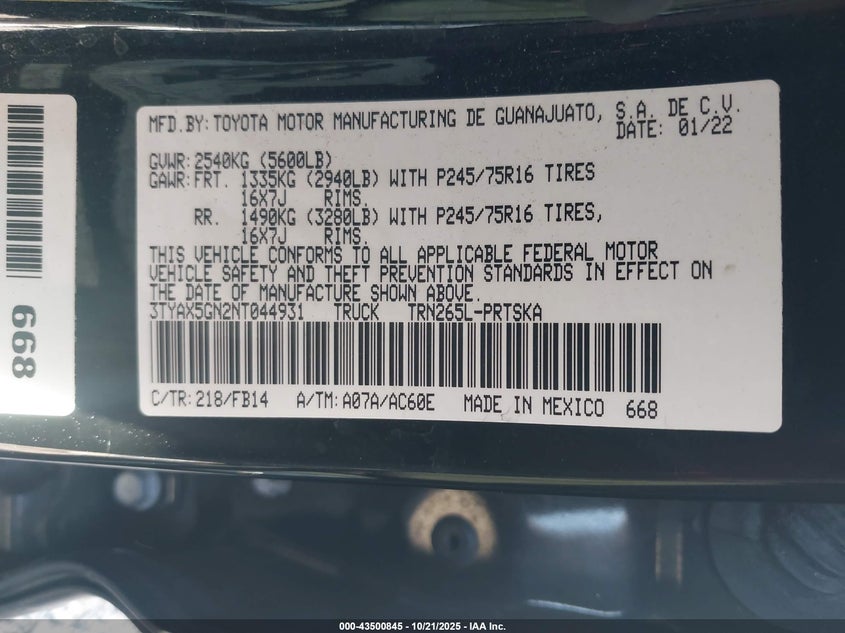 MFD.BY: TOYOTA MOTOR MANUFACTURING DE GUANAJUATO, S.A. DE C.V.
DATE: 01/22
GVWR: 2540KG (5600LB)
GAWR: FRT. 1335KG (2940LB) WITH P245/75R16 TIRES
16X7J RIMS.
RR. 1490KG (3280LB) WITH P245/75R16 TIRES,
16X7J RIMS.
THIS VEHICLE CONFORMS TO ALL APPLICABLE FEDERAL MOTOR
VEHICLE SAFETY AND THEFT PREVENTION STANDARDS IN EFFECT ON
THE DATE OF MANUFACTURE SHOWN ABOVE.
3TYAX5GN2NT044931 TRUCK TRN265L-PRTSKA
C/TR: 218/FB14 A/TM: A07A/AC60E MADE IN MEXICO 668
668
000-43500845 - 10/21/2025 - IAA Inc.